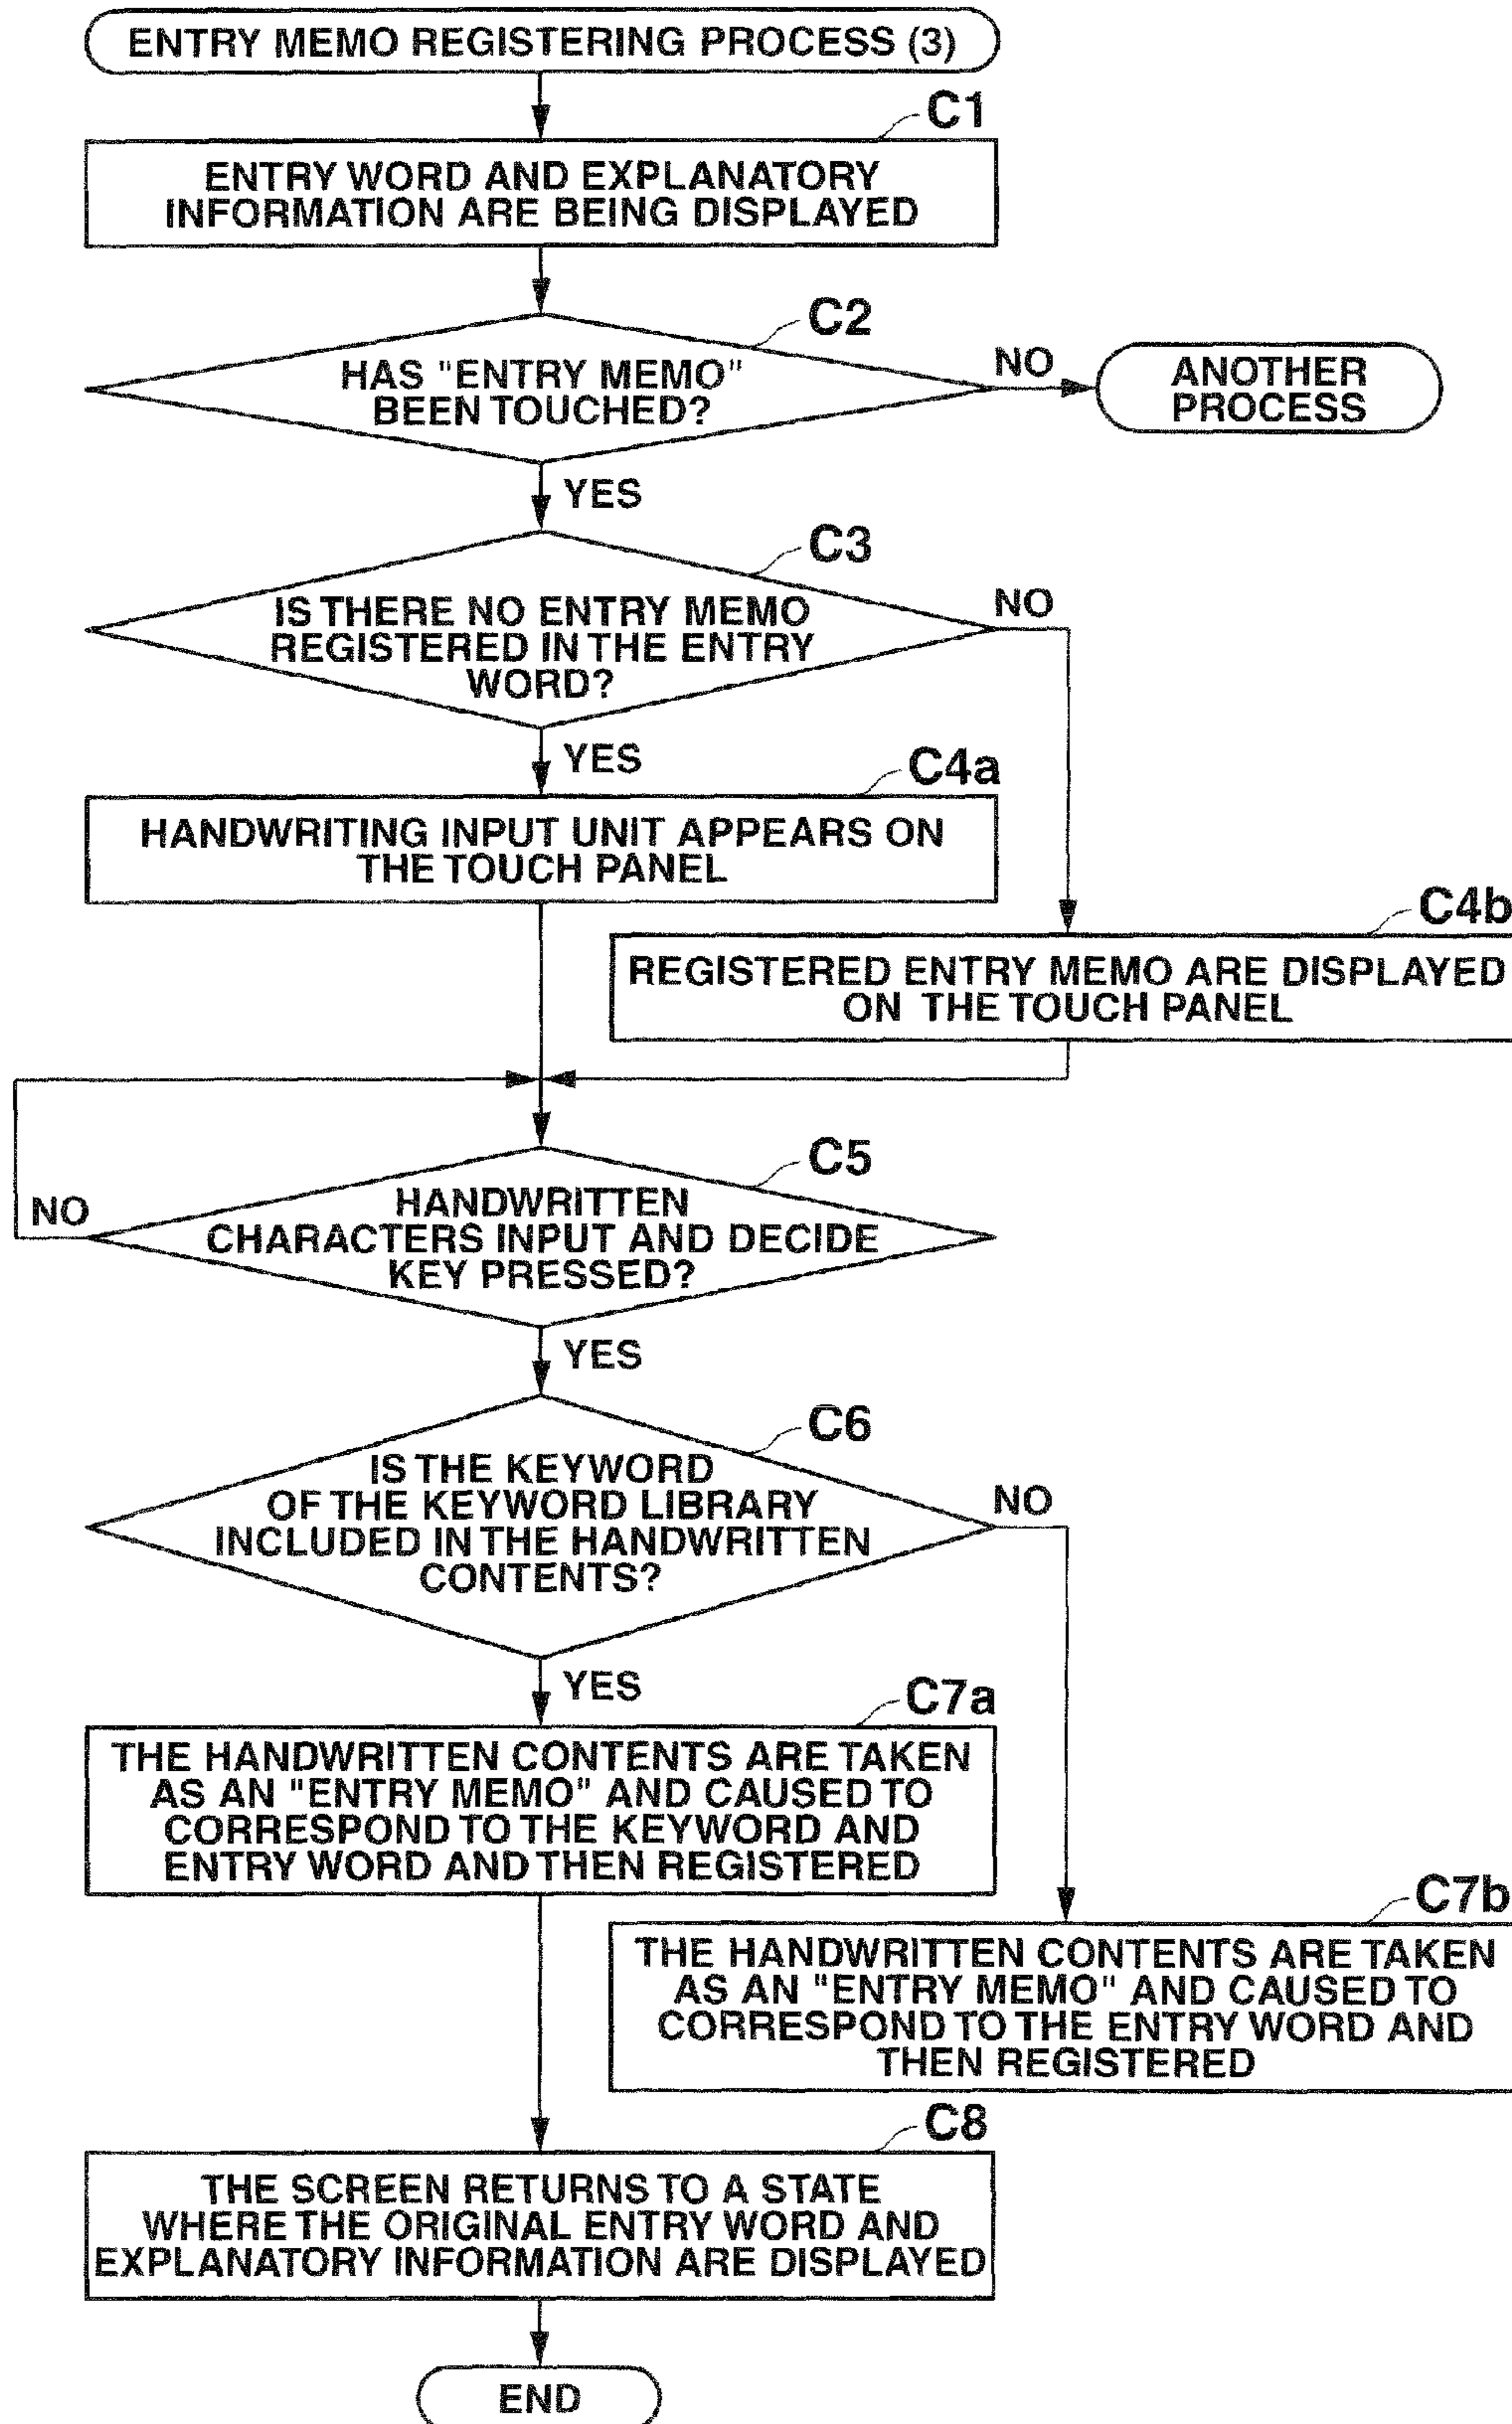 ENTRY MEMO REGISTERING PROCESS (3)
C1
ENTRY WORD AND EXPLANATORY
INFORMATION ARE BEING DISPLAYED
C2
HAS "ENTRY MEMO"
BEEN TOUCHED?
NO
ANOTHER
PROCESS
YES
C3
IS THERE NO ENTRY MEMO
REGISTERED IN THE ENTRY
WORD?
NO
YES
C4a
HANDWRITING INPUT UNIT APPEARS ON
THE TOUCH PANEL
C4b
REGISTERED ENTRY MEMO ARE DISPLAYED
ON THE TOUCH PANEL
C5
HANDWRITTEN
CHARACTERS INPUT AND DECIDE
KEY PRESSED?
NO
YES
C6
IS THE KEYWORD
OF THE KEYWORD LIBRARY
INCLUDED IN THE HANDWRITTEN
CONTENTS?
NO
YES
C7a
THE HANDWRITTEN CONTENTS ARE TAKEN
AS AN "ENTRY MEMO" AND CAUSED TO
CORRESPOND TO THE KEYWORD AND
ENTRY WORD AND THEN REGISTERED
C7b
THE HANDWRITTEN CONTENTS ARE TAKEN
AS AN "ENTRY MEMO" AND CAUSED TO
CORRESPOND TO THE ENTRY WORD AND
THEN REGISTERED
C8
THE SCREEN RETURNS TO A STATE
WHERE THE ORIGINAL ENTRY WORD AND
EXPLANATORY INFORMATION ARE DISPLAYED
END